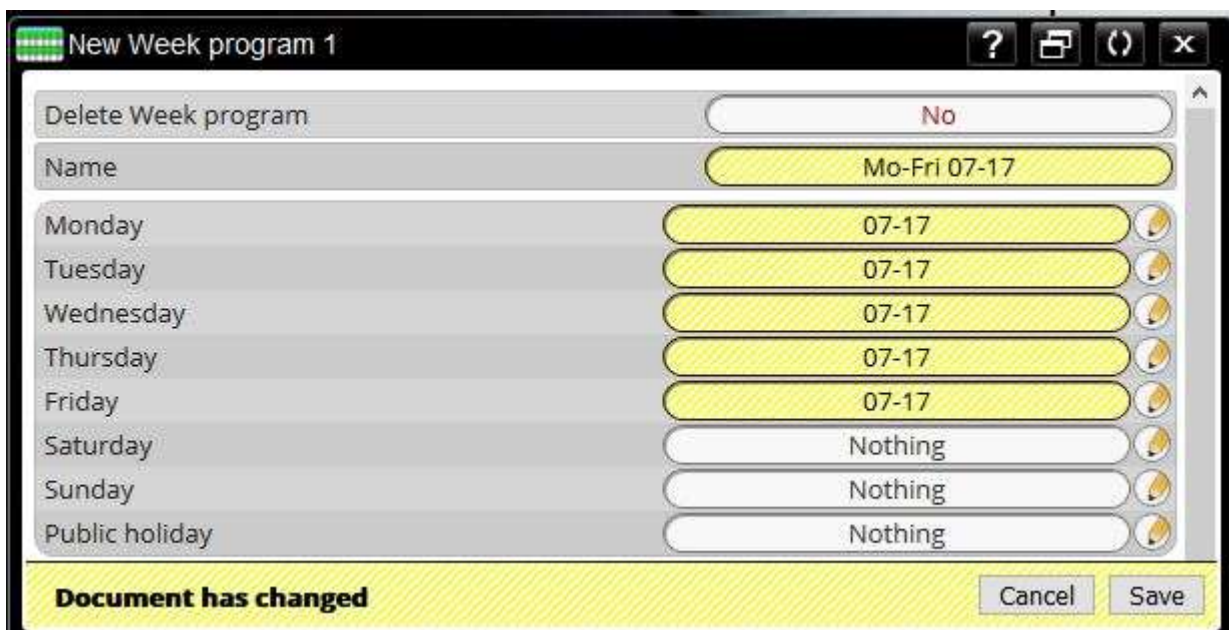 New Week program 1 ?
Delete Week program No
Name Mo-Fri 07-17
Monday 07-17
Tuesday 07-17
Wednesday 07-17
Thursday 07-17
Friday 07-17
Saturday Nothing
Sunday Nothing
Public holiday Nothing
Document has changed Cancel Save